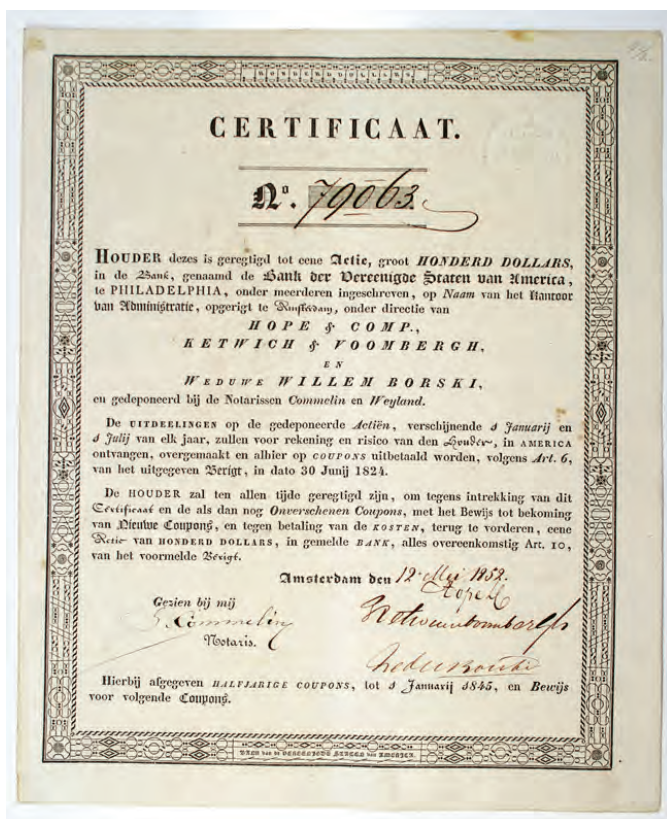 HONDERD DOLLARS.
CERTIFICAAT.
No. 79063.
HOUDER dezes is geregtigd tot eene Actie, groot HONDERD DOLLARS,
in de Bank, genaamd de Bank der Vereenigde Staten van America,
te PHILADELPHIA, onder meerderen ingeschreven, op Naam van het Kantoor
van Administratie, opgerigt te Amsterdam, onder directie van
HOPE & COMP.,
KETWICH & VOOMBERGH,
EN
WEDUWE WILLEM BORSKI,
en gedeponeerd bij de Notarissen Commelin en Weyland.
De UITDEELINGEN op de gedeponeerde Actiën, verschijnende 1 Januarij en
1 Julij van elk jaar, zullen voor rekening en risico van den Houder, in AMERICA
ontvangen, overgemaakt en alhier op COUPONS uitbetaald worden, volgens Art. 6,
van het uitgegeven Berigt, in dato 30 Junij 1824.
De HOUDER zal ten allen tijde geregtigd zijn, om tegens intrekking van dit
Certificaat en de als dan nog Onverschenen Coupons, met het Bewijs tot bekoming
van Nieuwe Coupons, en tegen betaling van de KOSTEN, terug te vorderen, eene
Actie van HONDERD DOLLARS, in gemelde BANK, alles overeenkomstig Art. 10,
van het voormelde Berigt.
Amsterdam den 12 Mei 1852.
Gezien bij mij
Commelin
Notaris.
Hierbij afgegeven HALFJARIGE COUPONS, tot 1 Januarij 1845, en Bewijs
voor volgende Coupons.
BANK der VEREENIGDE STATEN van AMERICA.